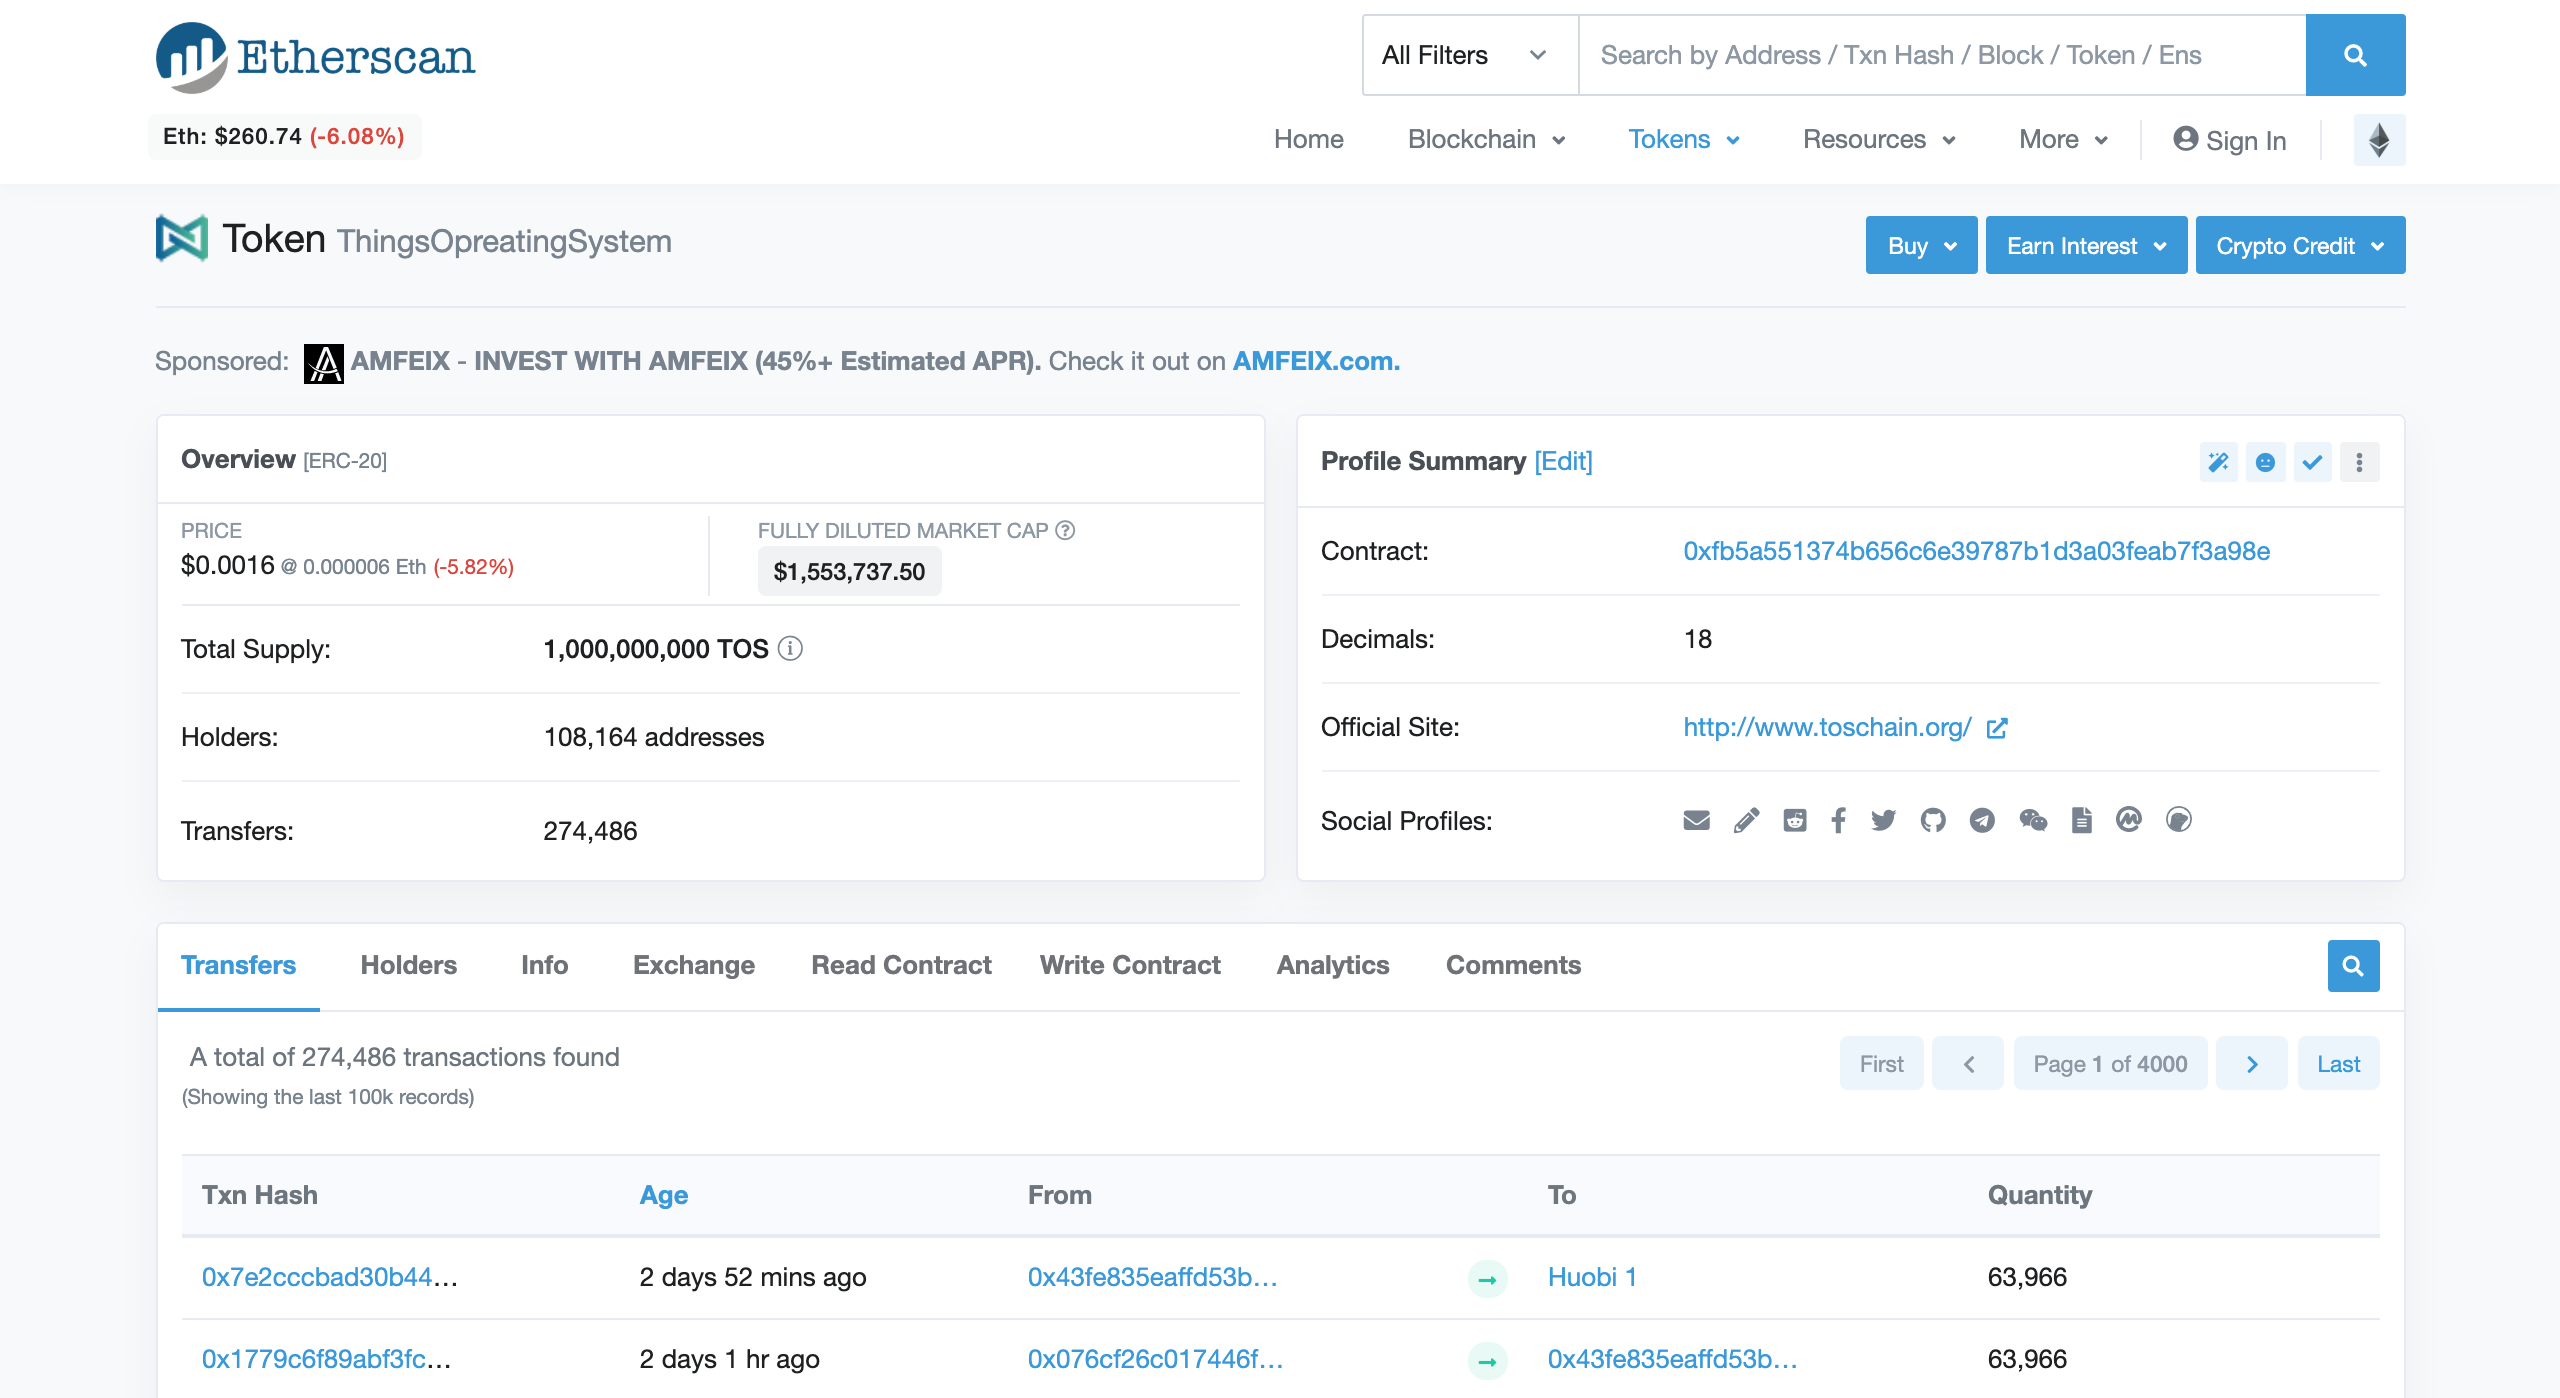 Etherscan
All Filters
Search by Address / Txn Hash / Block / Token / Ens
Eth: $260.74 (-6.08%)
Home Blockchain Tokens Resources More Sign In
Token ThingsOpreatingSystem
Buy Earn Interest Crypto Credit
Sponsored: AMFEIX - INVEST WITH AMFEIX (45%+ Estimated APR). Check it out on AMFEIX.com.
Overview [ERC-20]
PRICE
$0.0016 @ 0.000006 Eth (-5.82%)
FULLY DILUTED MARKET CAP
$1,553,737.50
Total Supply: 1,000,000,000 TOS
Holders: 108,164 addresses
Transfers: 274,486
Profile Summary [Edit]
Contract: 0xfb5a551374b656c6e39787b1d3a03feab7f3a98e
Decimals: 18
Official Site: http://www.toschain.org/
Social Profiles:
Transfers Holders Info Exchange Read Contract Write Contract Analytics Comments
A total of 274,486 transactions found
(Showing the last 100k records)
First Page 1 of 4000 Last
Txn Hash Age From To Quantity
0x7e2cccbad30b44... 2 days 52 mins ago 0x43fe835eaffd53b... Huobi 1 63,966
0x1779c6f89abf3fc... 2 days 1 hr ago 0x076cf26c017446f... 0x43fe835eaffd53b... 63,966